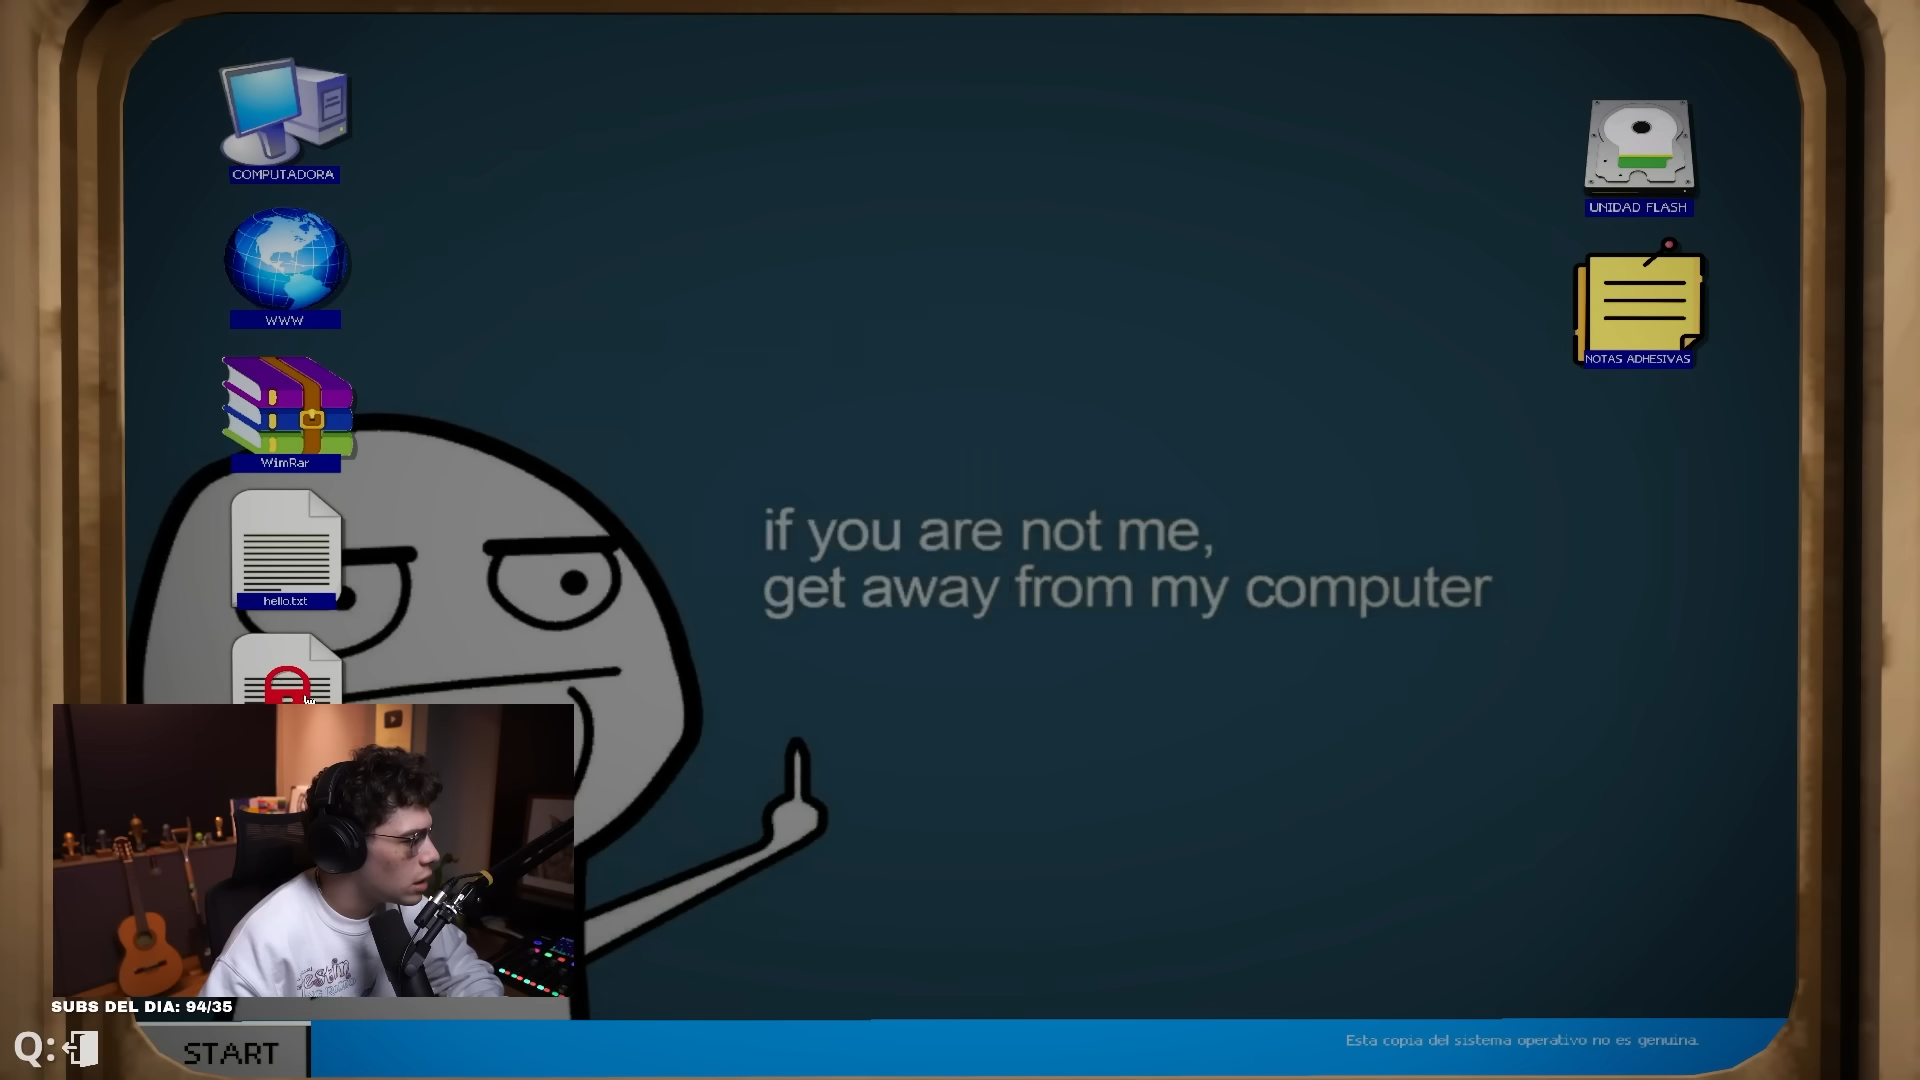 COMPUTADORA
WWW
WimRar
hello.txt
UNIDAD FLASH
NOTAS ADHESIVAS
if you are not me,
get away from my computer
SUBS DEL DIA: 94/35
Q:
START
Esta copia del sistema operativo no es genuina.